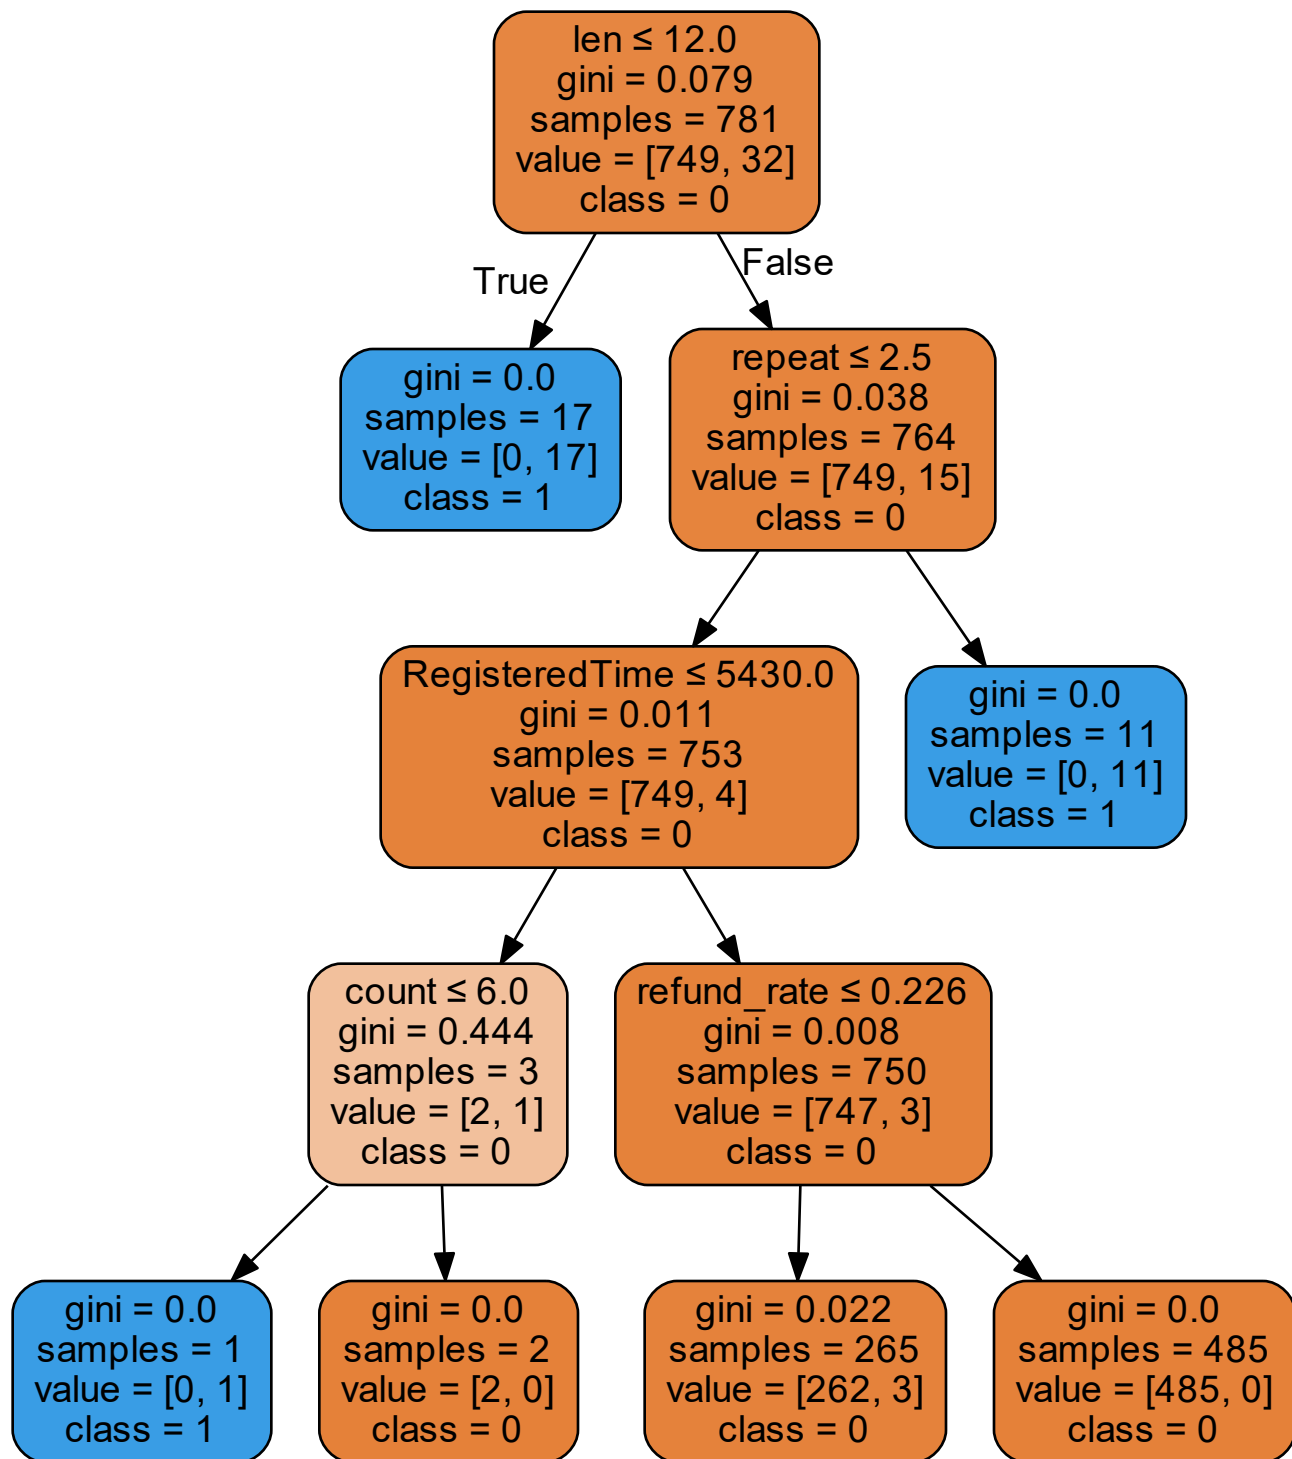 len ≤ 12.0
gini = 0.079
samples = 781
value = [749, 32]
class = 0
True
False
gini = 0.0
samples = 17
value = [0, 17]
class = 1
repeat ≤ 2.5
gini = 0.038
samples = 764
value = [749, 15]
class = 0
RegisteredTime ≤ 5430.0
gini = 0.011
samples = 753
value = [749, 4]
class = 0
gini = 0.0
samples = 11
value = [0, 11]
class = 1
count ≤ 6.0
gini = 0.444
samples = 3
value = [2, 1]
class = 0
refund_rate ≤ 0.226
gini = 0.008
samples = 750
value = [747, 3]
class = 0
gini = 0.0
samples = 1
value = [0, 1]
class = 1
gini = 0.0
samples = 2
value = [2, 0]
class = 0
gini = 0.022
samples = 265
value = [262, 3]
class = 0
gini = 0.0
samples = 485
value = [485, 0]
class = 0